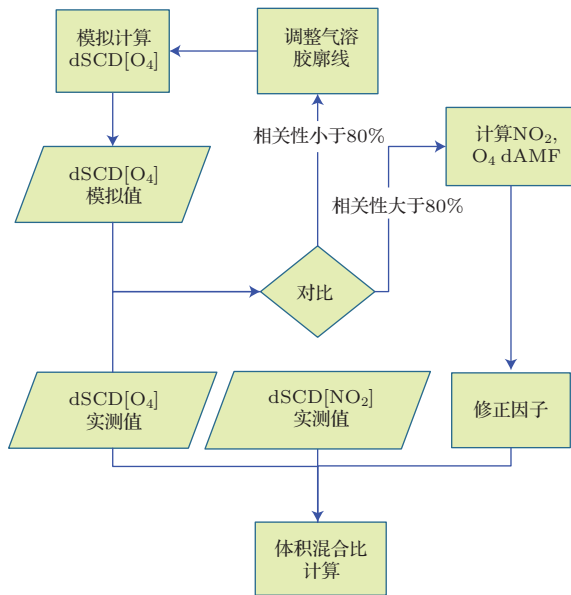 模拟计算
dSCD[O₄]
调整气溶
胶廓线
相关性小于80%
计算NO₂,
O₄ dAMF
dSCD[O₄]
模拟值
相关性大于80%
对比
dSCD[O₄]
实测值
dSCD[NO₂]
实测值
修正因子
体积混合比
计算